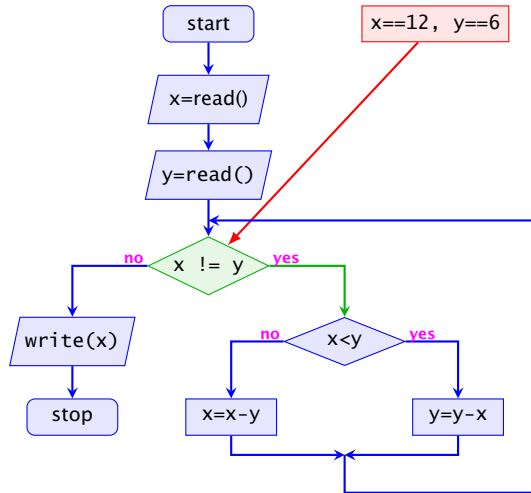 start
x==12, y==6
x=read()
y=read()
no
x != y
yes
write(x)
no
x<y
yes
stop
x=x-y
y=y-x